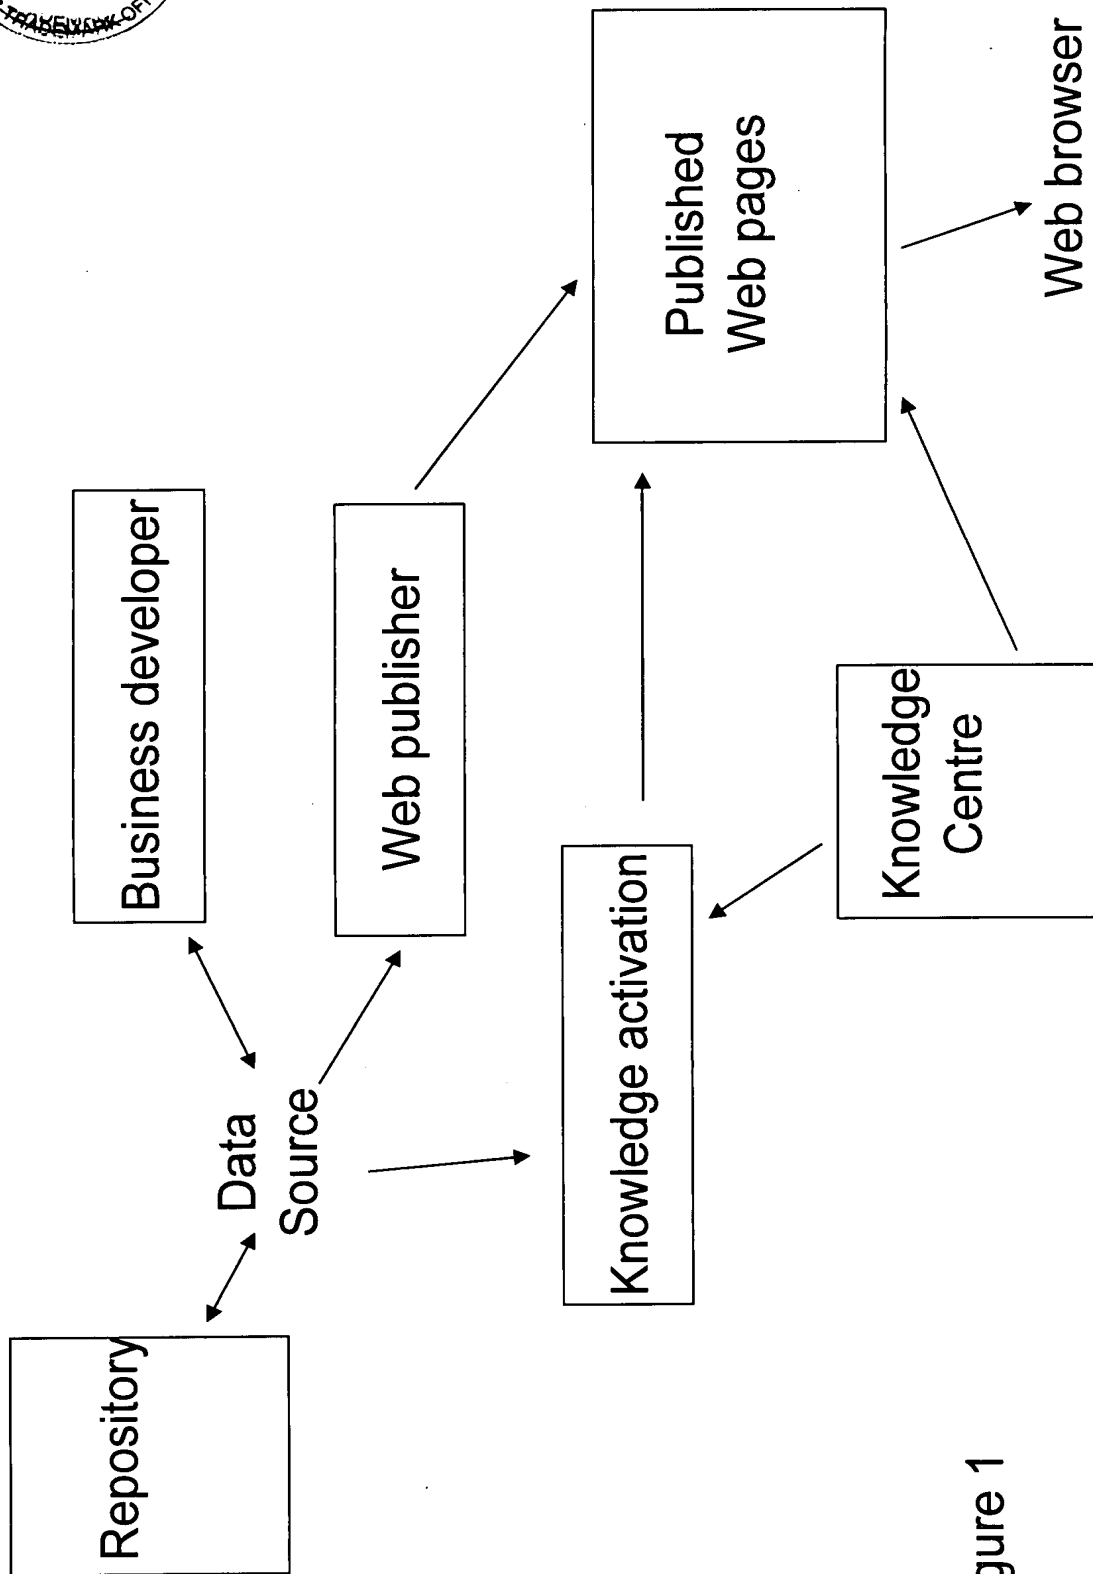 Repository
Data
Source
Business developer
Web publisher
Knowledge activation
Knowledge
Centre
Published
Web pages
Web browser
gure 1